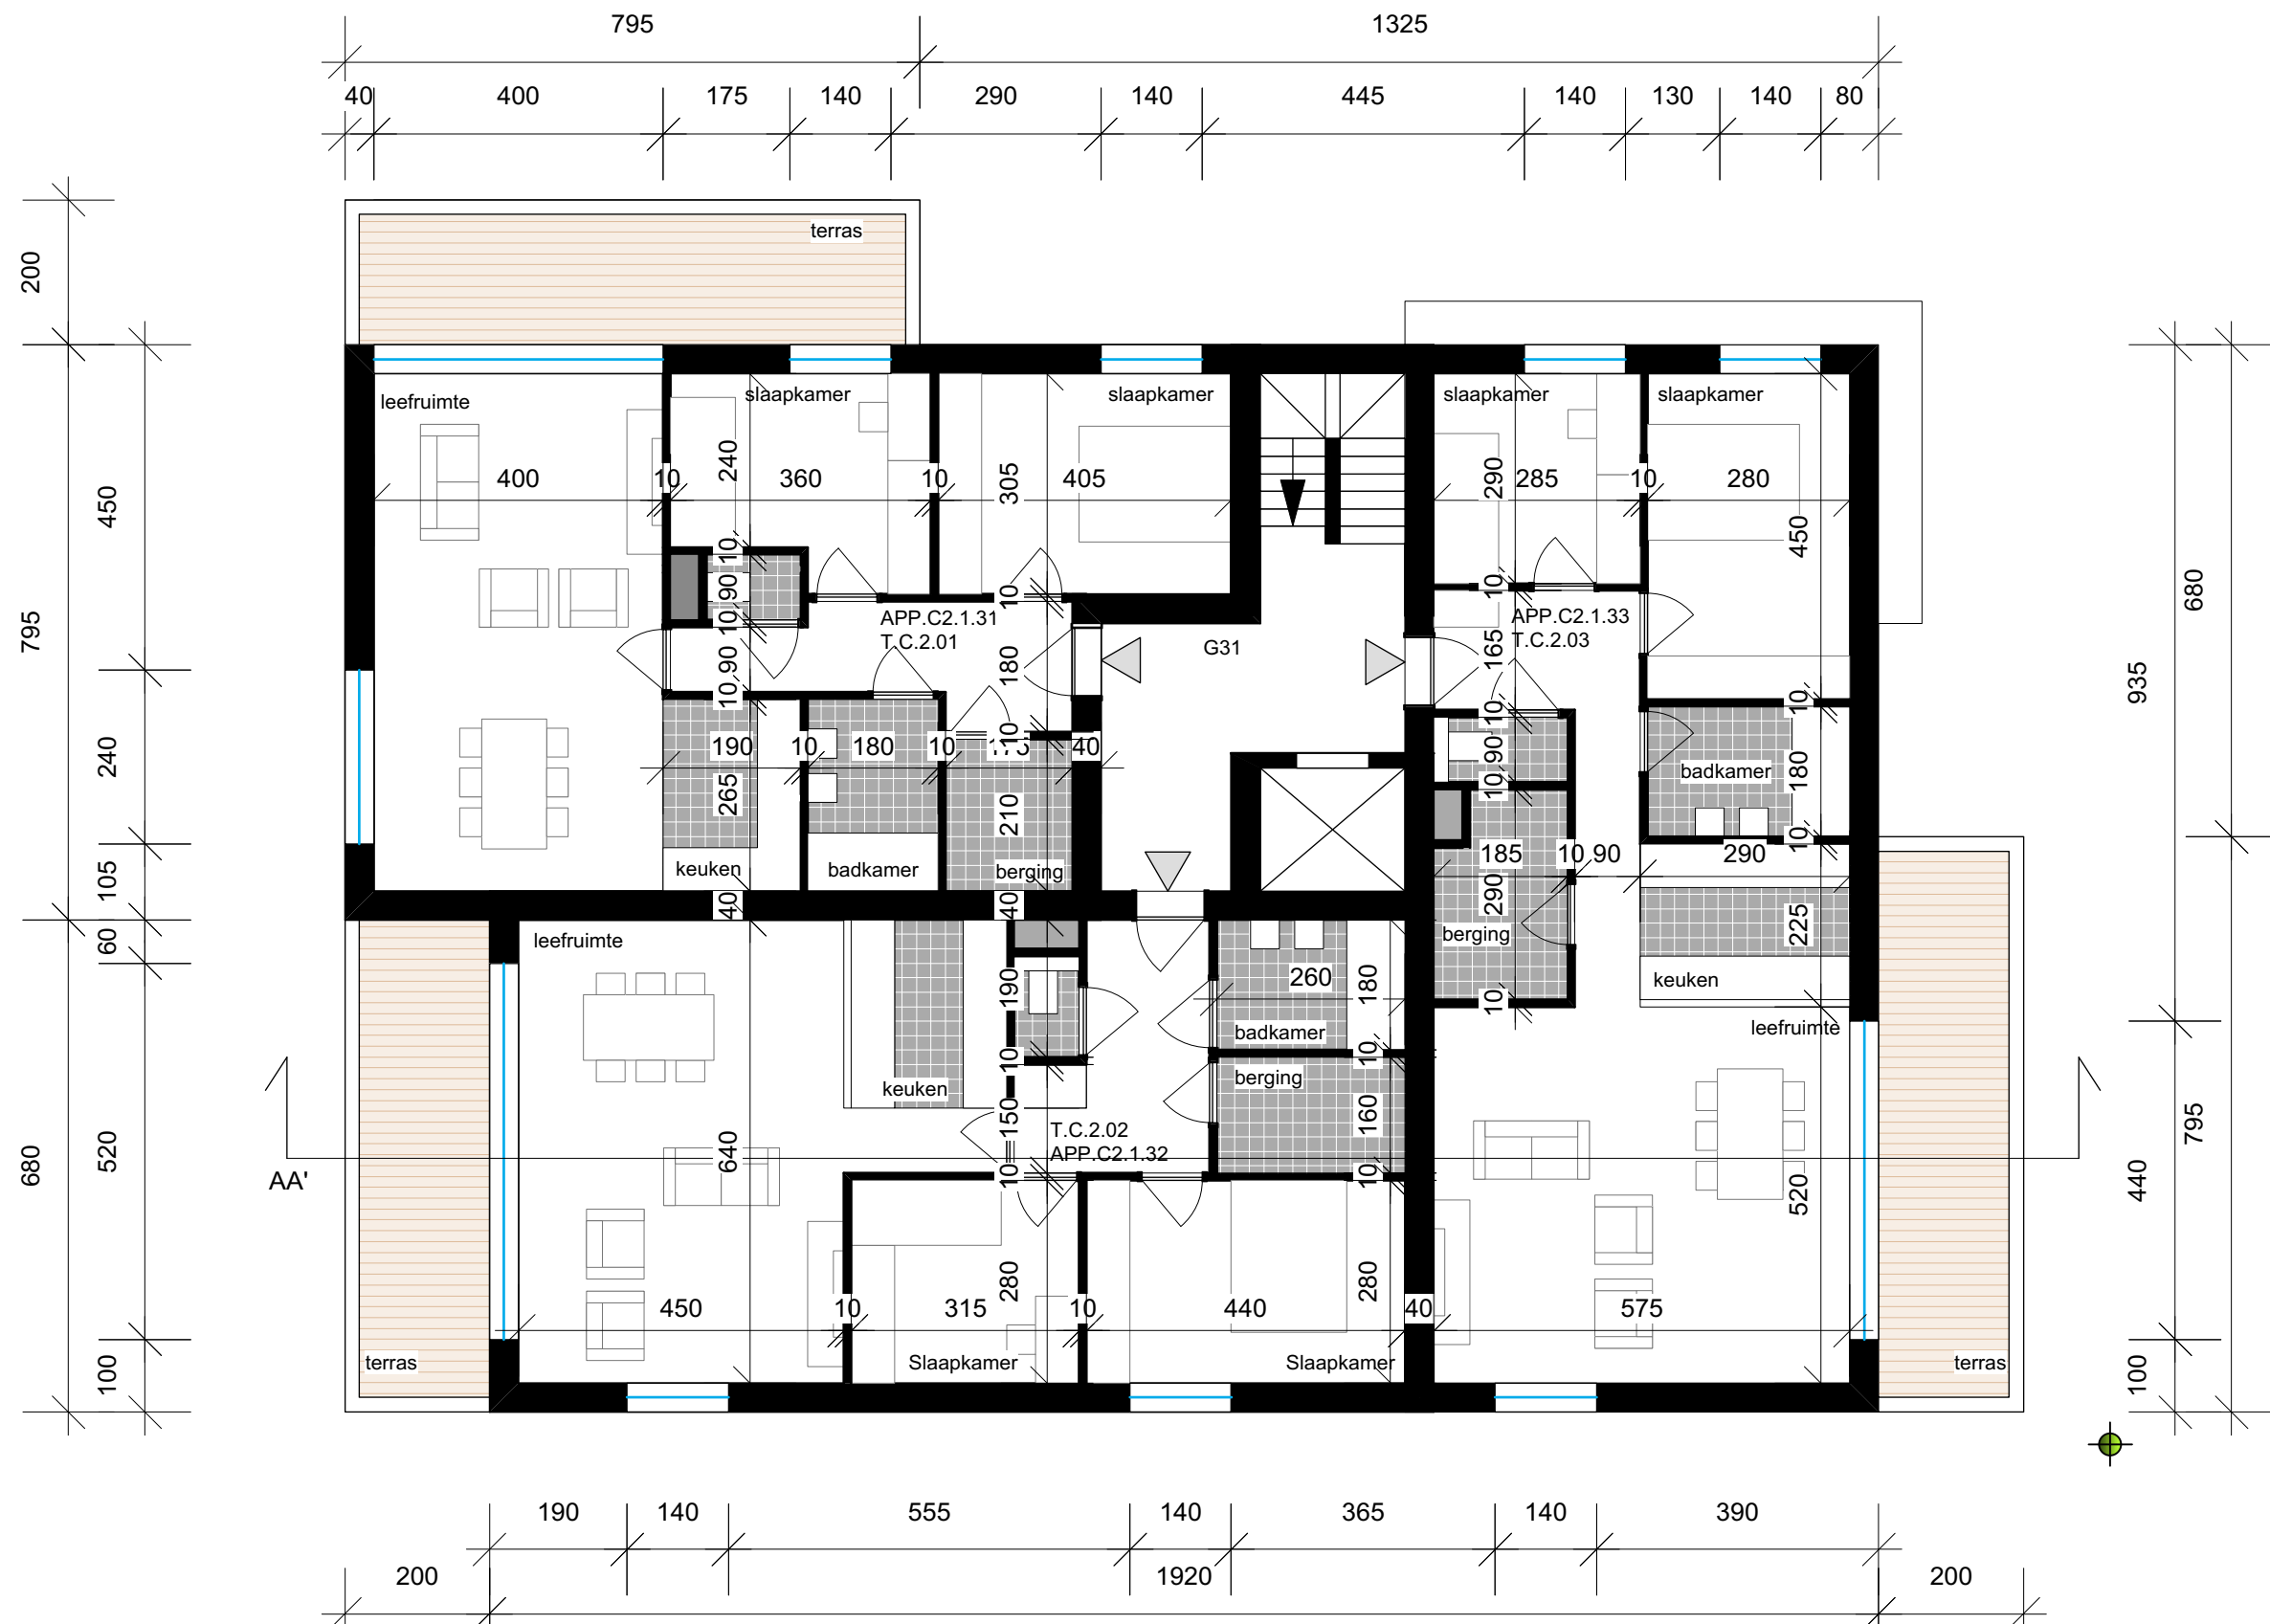 795 1325
40 400 175 140 290 140 445 140 130 140 80
terras
200
leefruimte slaapkamer slaapkamer slaapkamer slaapkamer
400 10 240 360 10 305 405 290 285 10 280
450 450
10 90 10 90 10
10 180 10
10 165 10 90 10
APP.C2.1.31
T.C.2.01
G31
APP.C2.1.33
T.C.2.03
680
795
935
190 10 180 10 40
265 210
240
badkamer 180
10 10
keuken badkamer berging
185 10 90 290
105
290
40 40
60
leefruimte
berging 225
keuken
10
leefruimte
190 260 180
badkamer
10 10
keuken berging
150 160
T.C.2.02
APP.C2.1.32
10 10
640
520
680
AA'
795
440
520
280 280
450 10 315 10 440 40 575
terras Slaapkamer Slaapkamer terras
100 100
190 140 555 140 365 140 390
200 1920 200